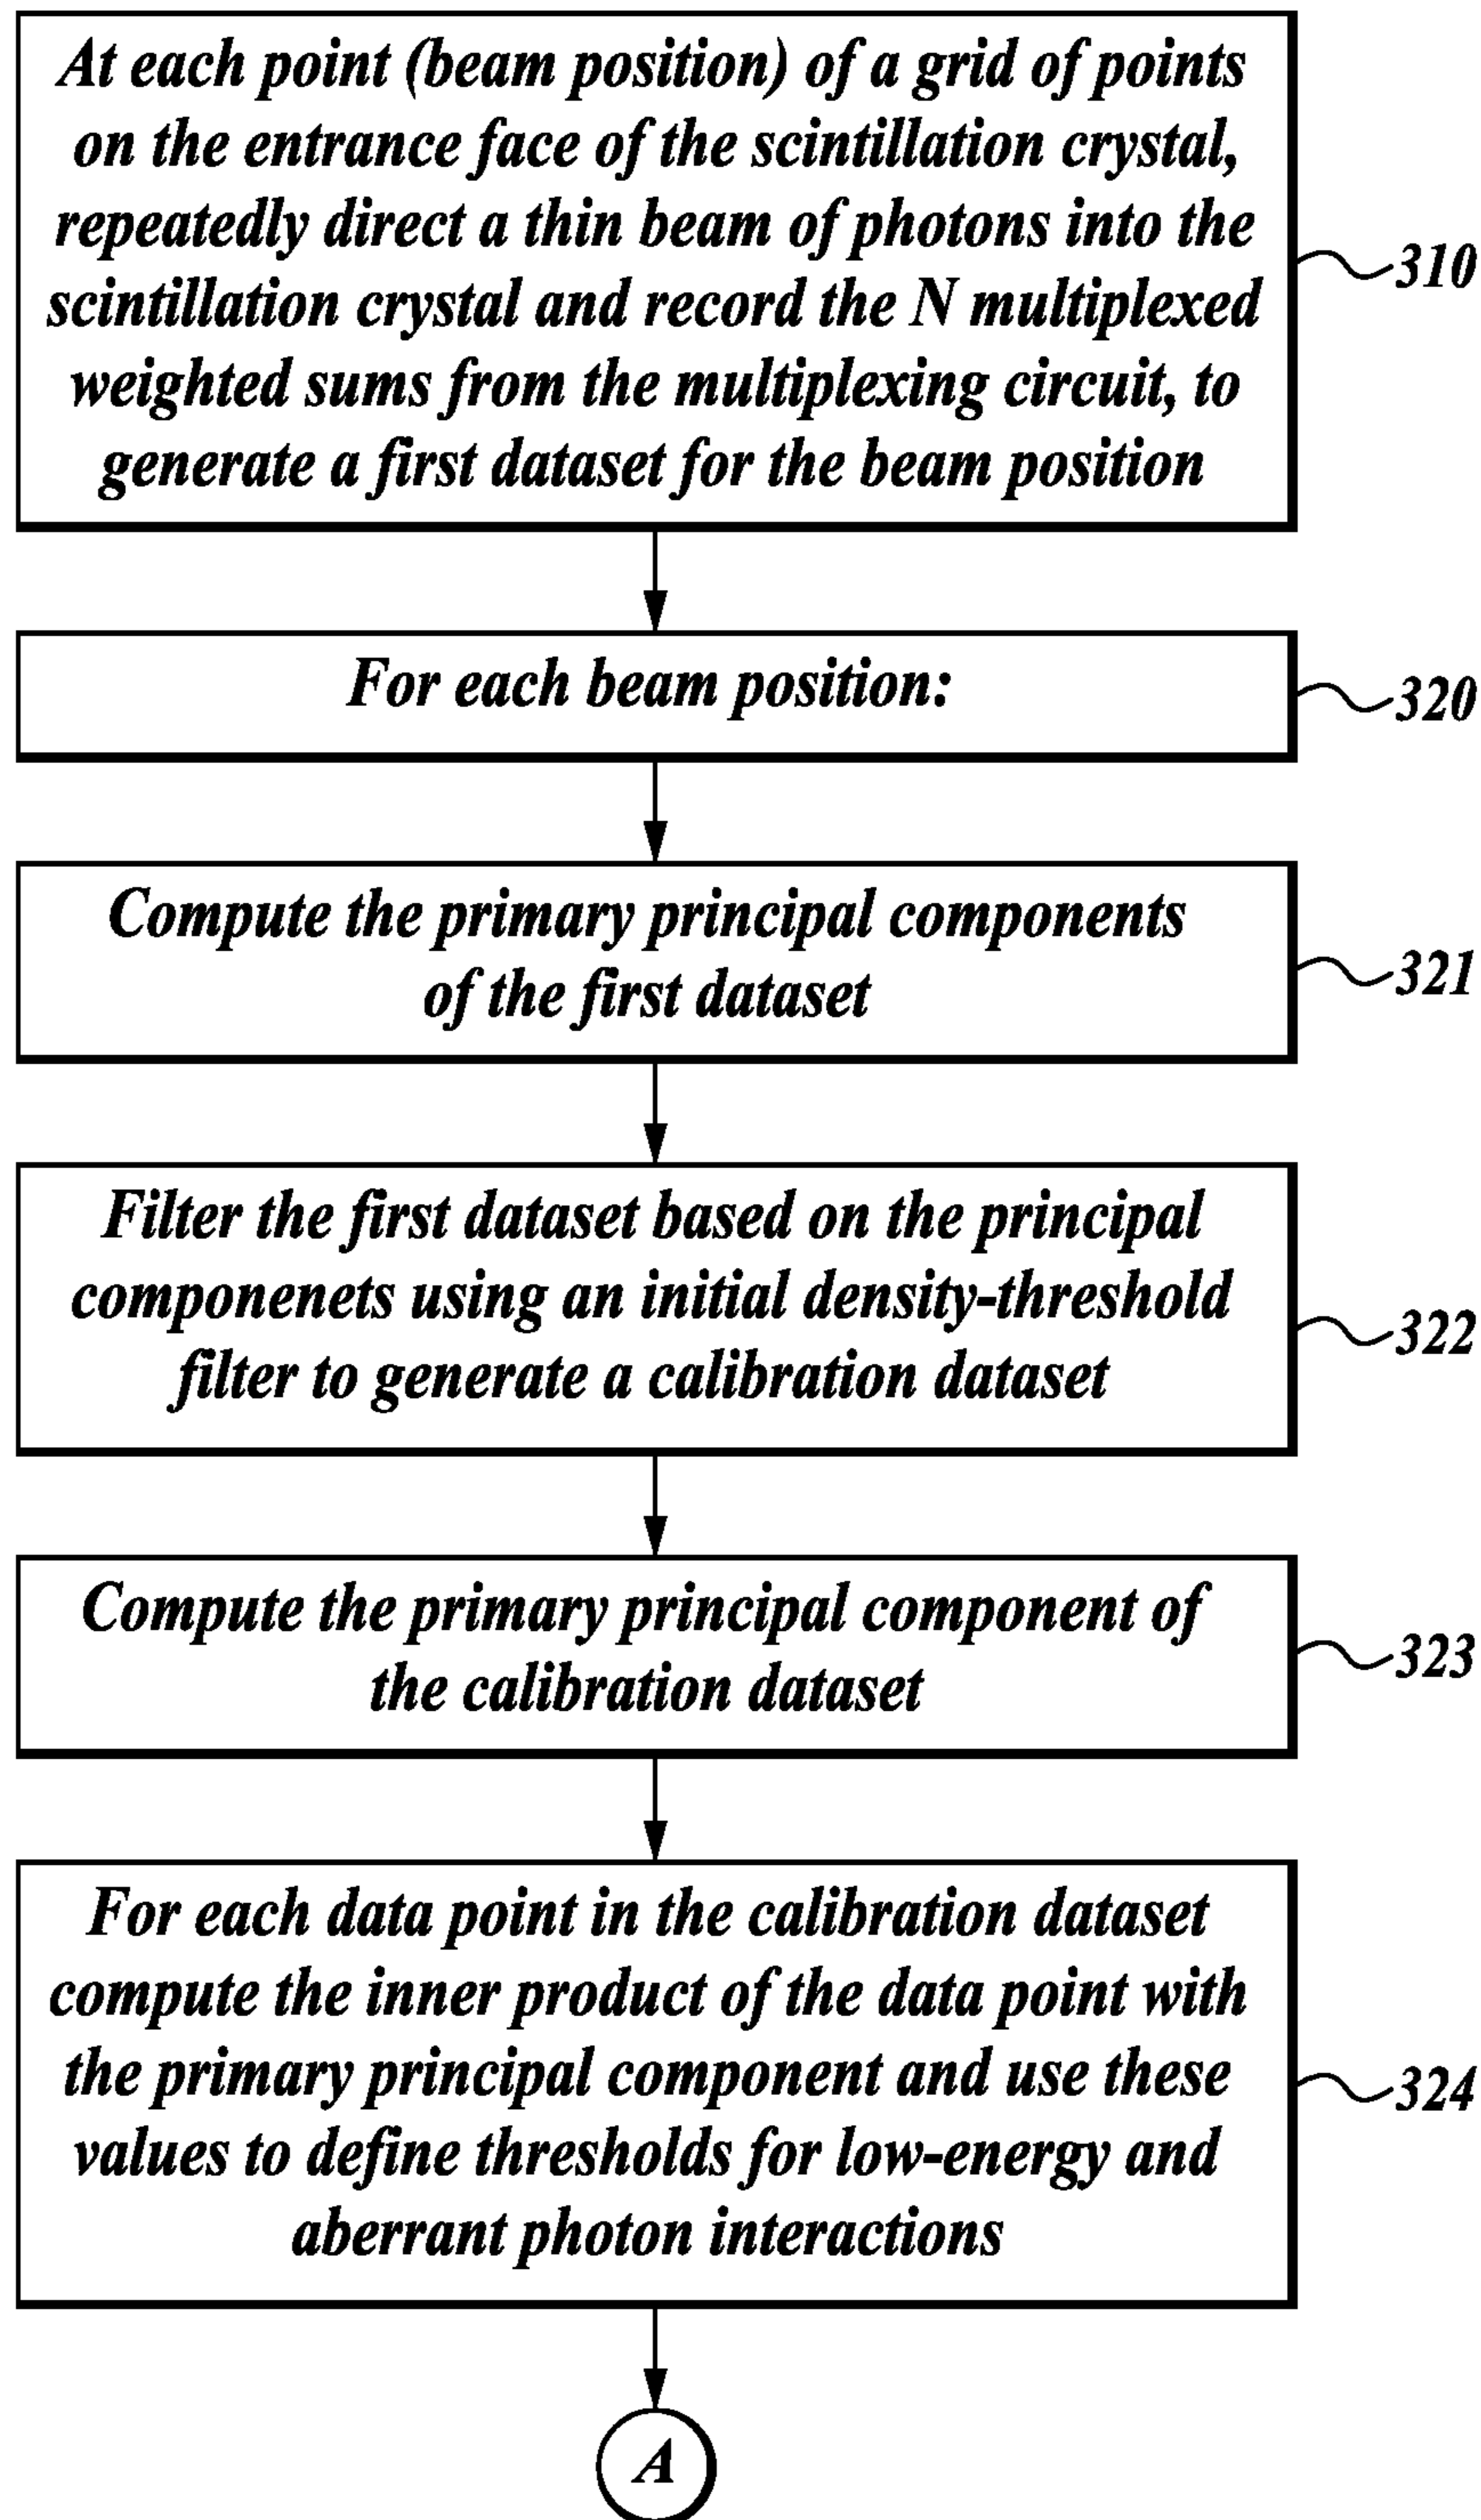 At each point (beam position) of a grid of points
on the entrance face of the scintillation crystal,
repeatedly direct a thin beam of photons into the
scintillation crystal and record the N multiplexed
weighted sums from the multiplexing circuit, to
generate a first dataset for the beam position
310
For each beam position:
320
Compute the primary principal components
of the first dataset
321
Filter the first dataset based on the principal
componenets using an initial density-threshold
filter to generate a calibration dataset
322
Compute the primary principal component of
the calibration dataset
323
For each data point in the calibration dataset
compute the inner product of the data point with
the primary principal component and use these
values to define thresholds for low-energy and
aberrant photon interactions
324
A